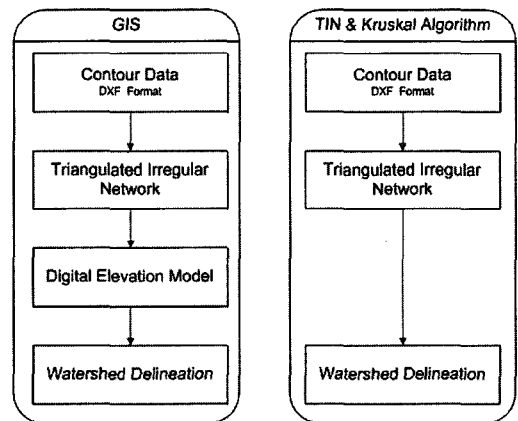 GIS
Contour Data
DXF Format
Triangulated Irregular
Network
Digital Elevation Model
Watershed Delineation
TIN & Kruskal Algorithm
Contour Data
DXF Format
Triangulated Irregular
Network
Watershed Delineation